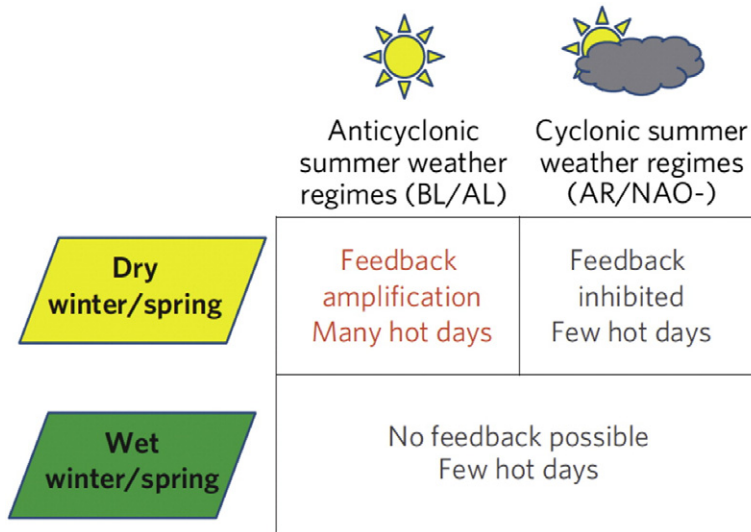 Anticyclonic
summer weather
regimes (BL/AL)
Cyclonic summer
weather regimes
(AR/NAO-)
Dry
winter/spring
Feedback
amplification
Many hot days
Feedback
inhibited
Few hot days
Wet
winter/spring
No feedback possible
Few hot days